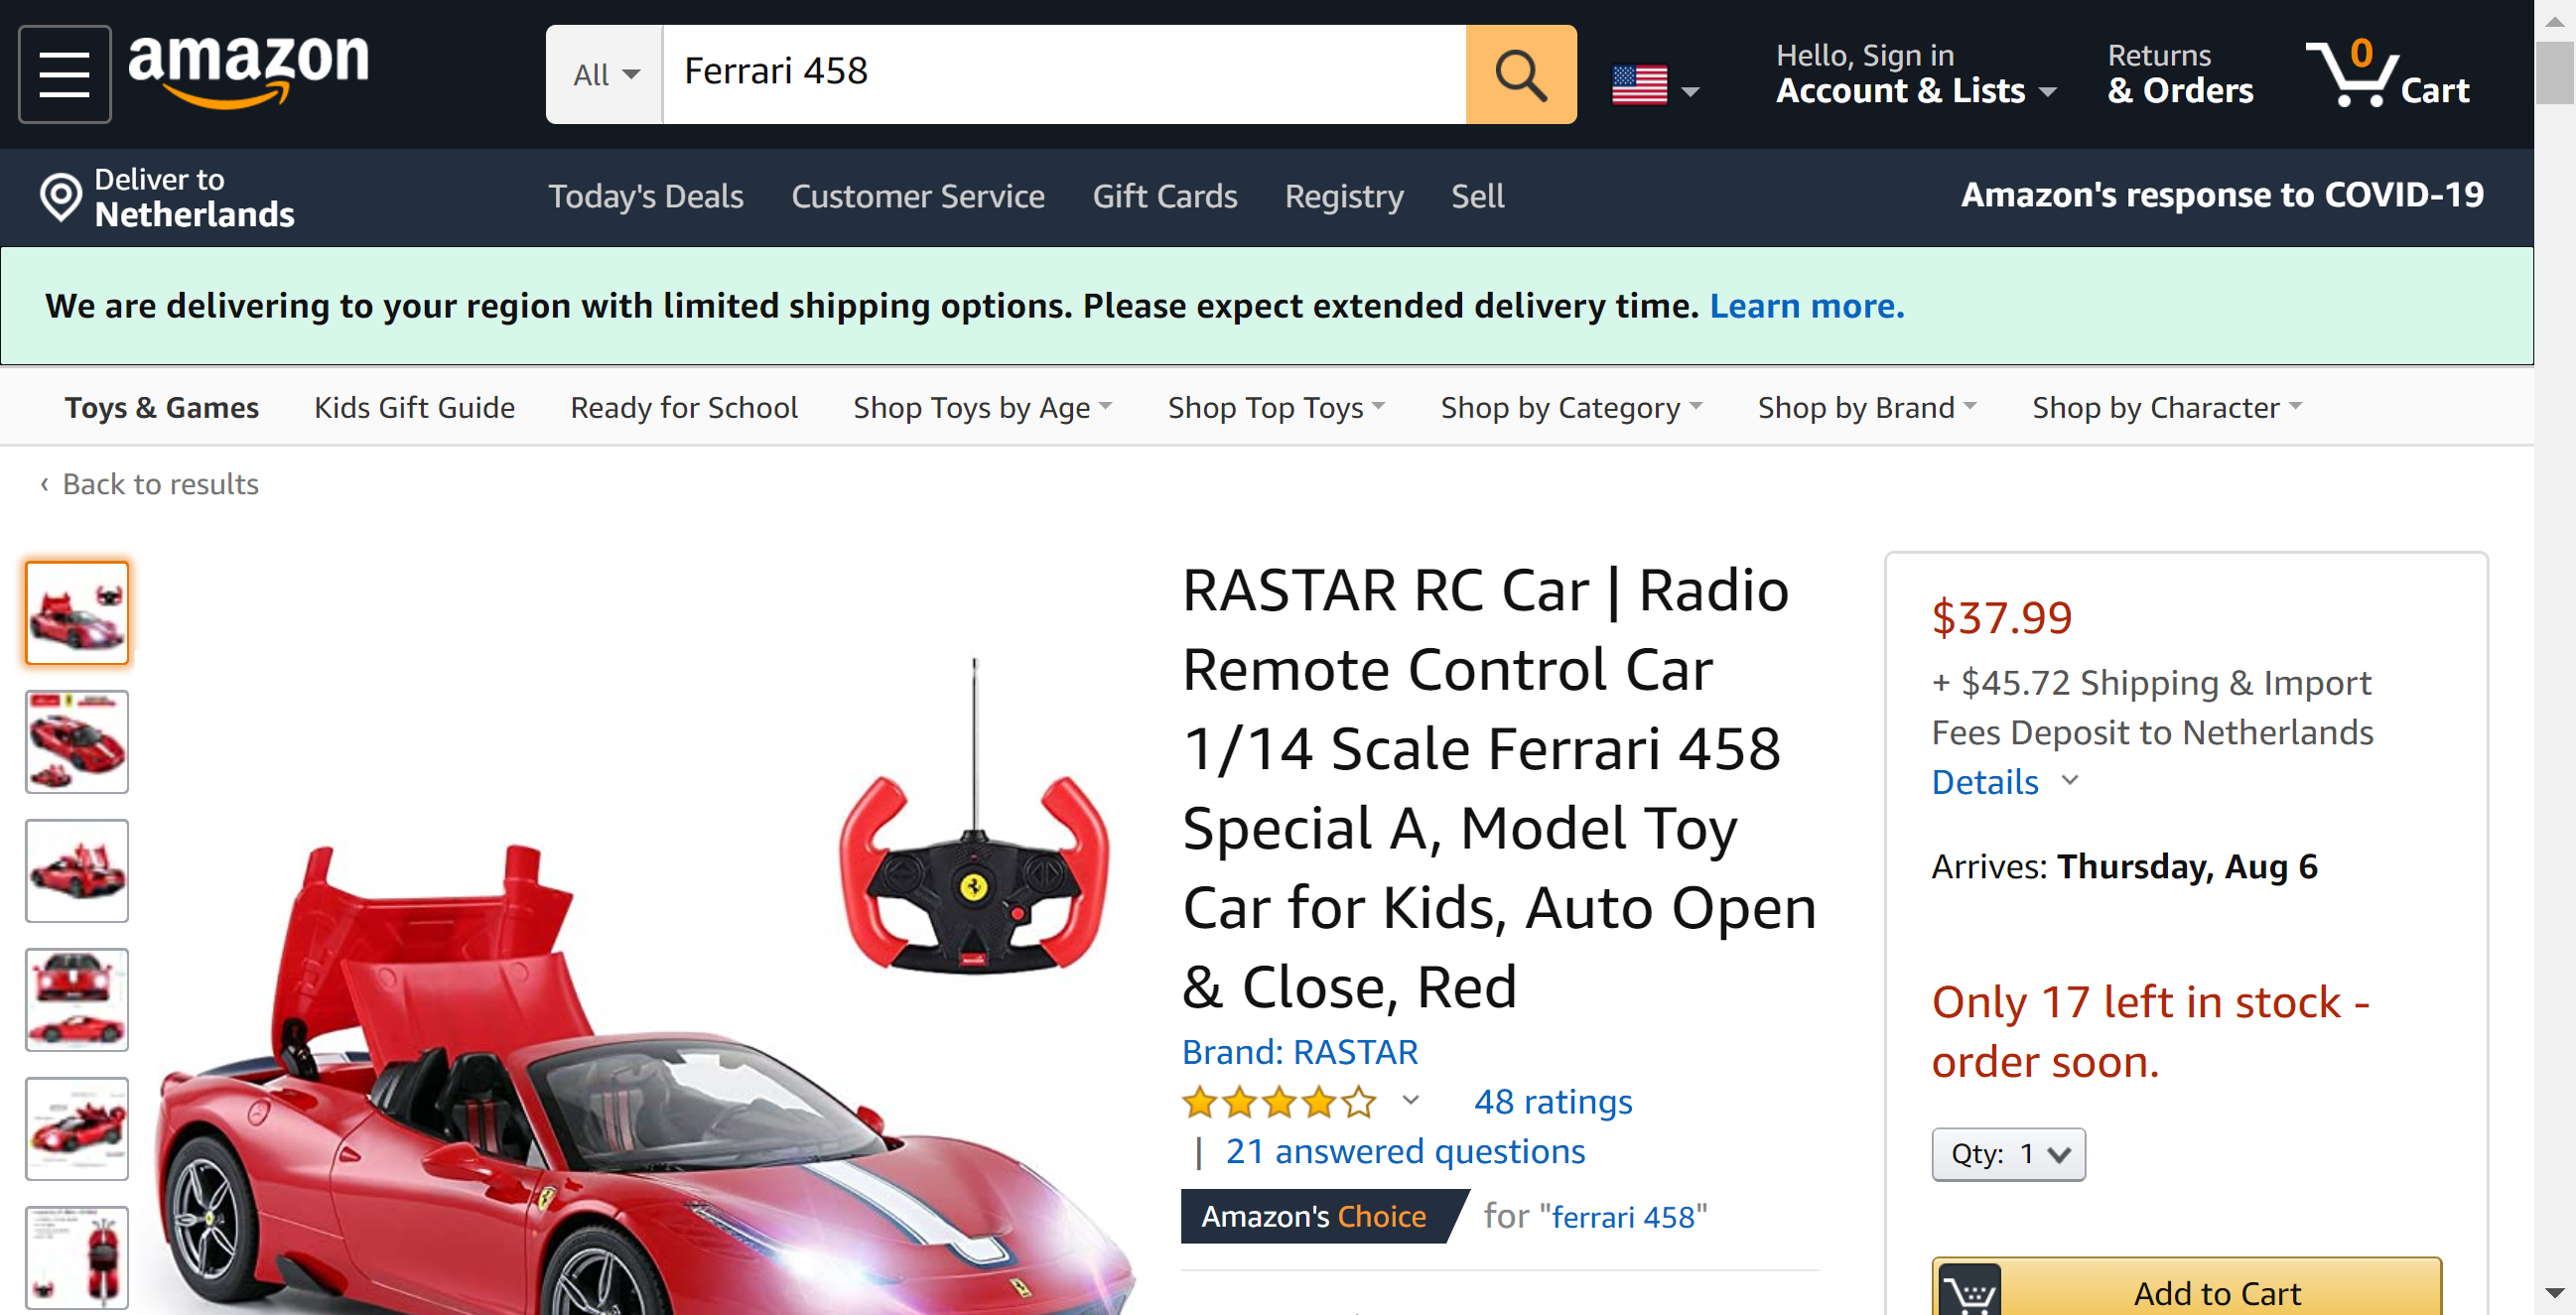 amazon
All
Ferrari 458
Hello, Sign in
Account & Lists
Returns
& Orders
0
Cart
Deliver to
Netherlands
Today's Deals
Customer Service
Gift Cards
Registry
Sell
Amazon's response to COVID-19
We are delivering to your region with limited shipping options. Please expect extended delivery time. Learn more.
Toys & Games
Kids Gift Guide
Ready for School
Shop Toys by Age
Shop Top Toys
Shop by Category
Shop by Brand
Shop by Character
‹ Back to results
RASTAR RC Car | Radio
Remote Control Car
1/14 Scale Ferrari 458
Special A, Model Toy
Car for Kids, Auto Open
& Close, Red
Brand: RASTAR
48 ratings
| 21 answered questions
Amazon's Choice for "ferrari 458"
$37.99
+ $45.72 Shipping & Import
Fees Deposit to Netherlands
Details
Arrives: Thursday, Aug 6
Only 17 left in stock -
order soon.
Qty: 1
Add to Cart